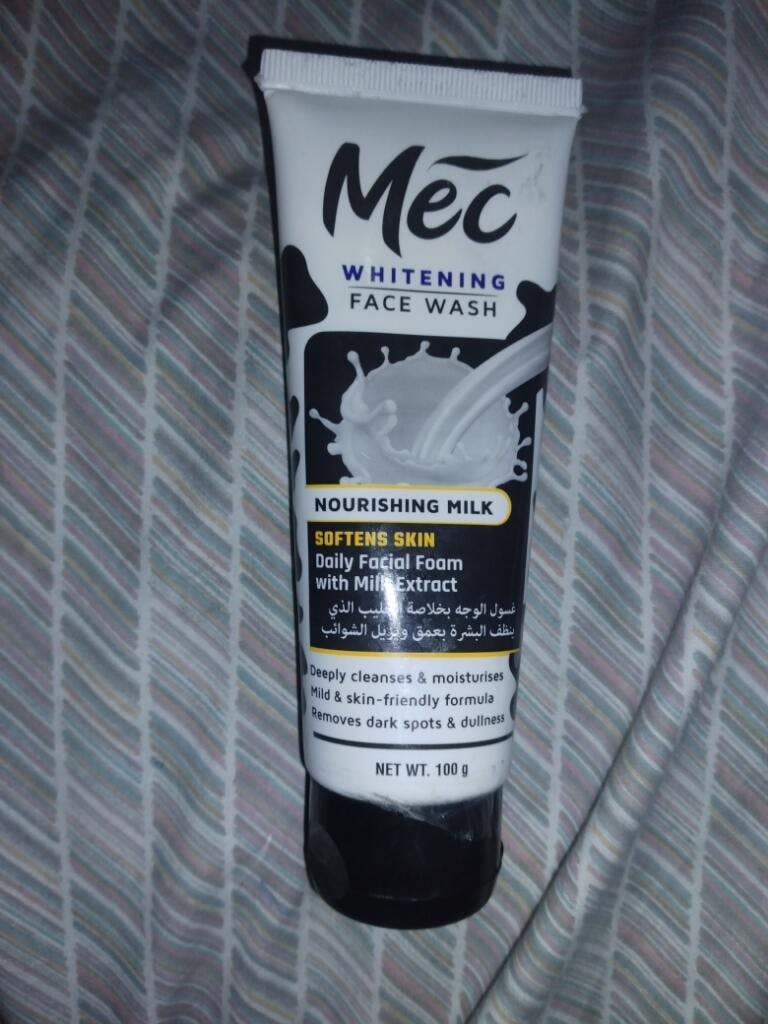 Mec
WHITENING
FACE WASH
NOURISHING MILK
SOFTENS SKIN
Daily Facial Foam
with Milk Extract
غسول الوجه بخلاصة الحليب الذي
ينظف البشرة بعمق ويزيل الشوائب
Deeply cleanses & moisturises
Mild & skin-friendly formula
Removes dark spots & dullness
NET WT. 100 g